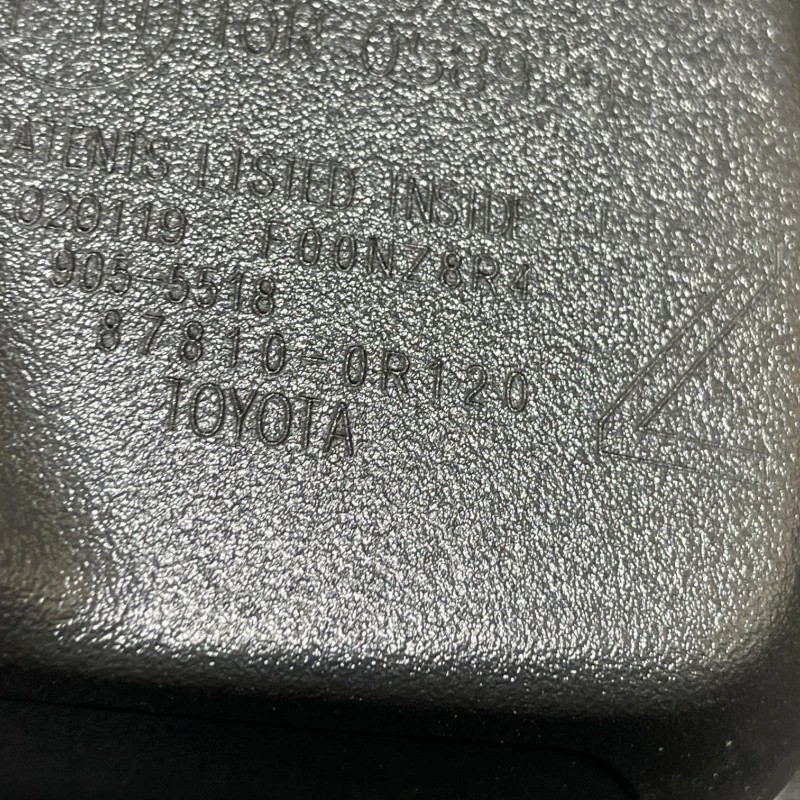 PATENTS LISTED INSIDE
020119 F00NZ8R4
905-5518
87810-0R120
TOYOTA